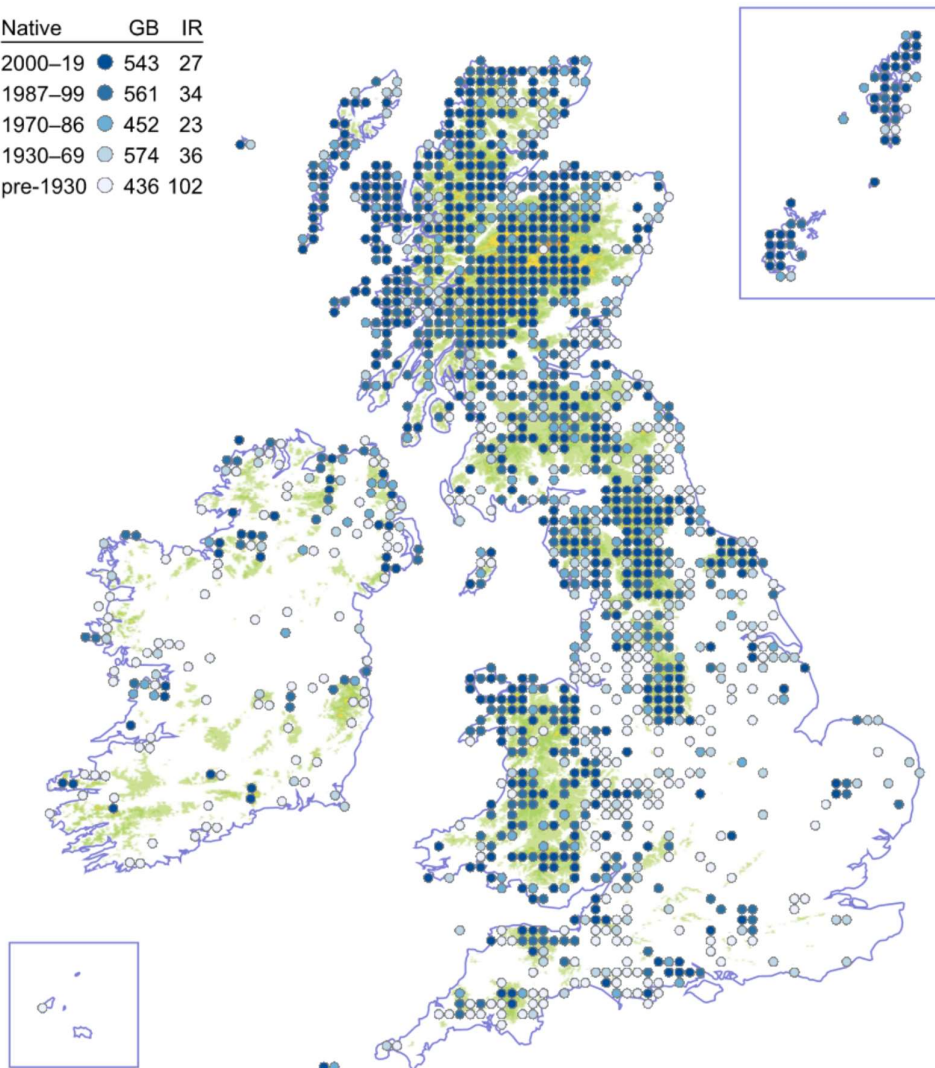 Native GB IR
2000–19 543 27
1987–99 561 34
1970–86 452 23
1930–69 574 36
pre-1930 436 102